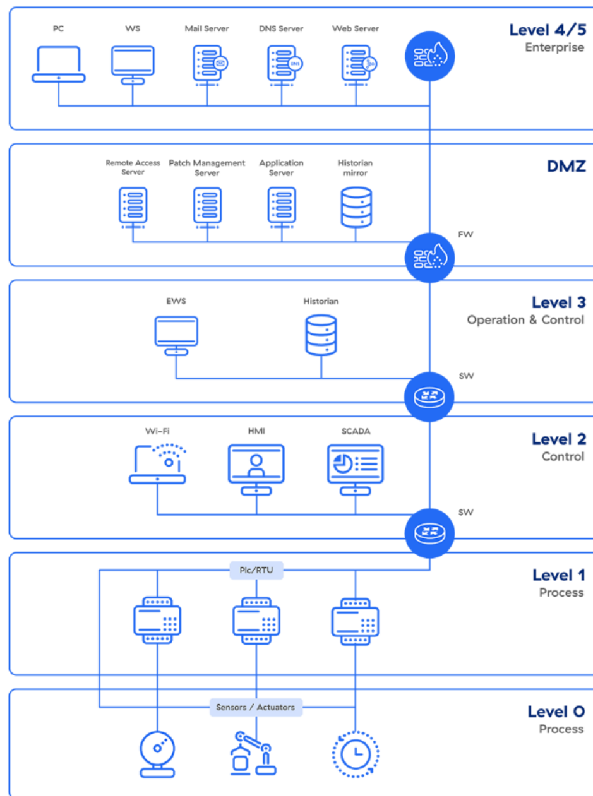 PC
WS
Mail Server
DNS Server
Web Server
Level 4/5
Enterprise
Remote Access
Server
Patch Management
Server
Application
Server
Historian
mirror
DMZ
FW
EWS
Historian
Level 3
Operation & Control
SW
Wi-Fi
HMI
SCADA
Level 2
Control
SW
Plc/RTU
Level 1
Process
Sensors / Actuators
Level 0
Process